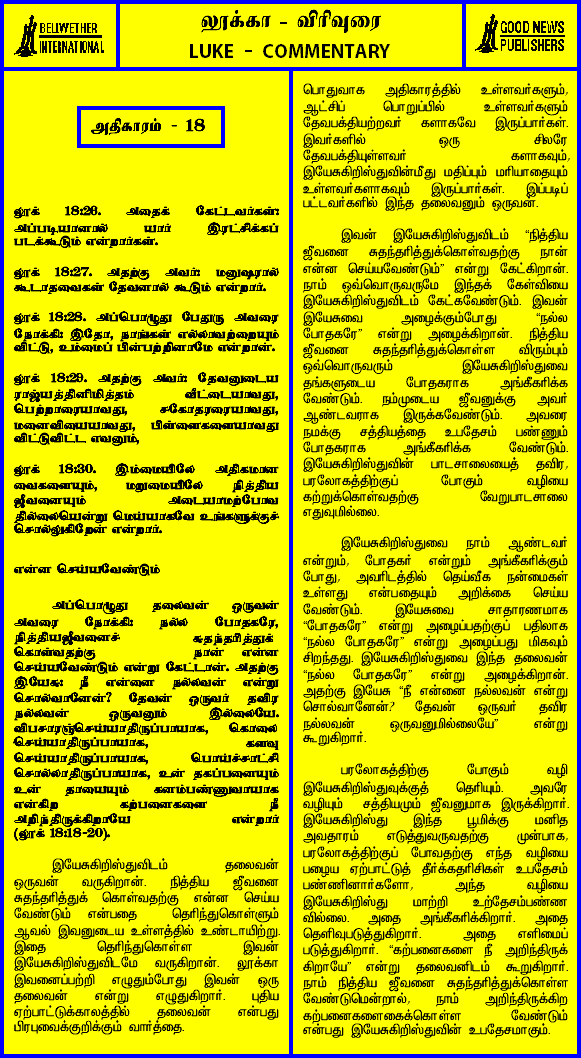 BELWETHER
INTERNATIONAL
லூக்கா - விரிவுரை
LUKE - COMMENTARY
GOOD NEWS
PUBLISHERS
அதிகாரம் - 18
லூக் 18:26. அதைக் கேட்டவர்கள்:
அப்படியானால் யார் இரட்சிக்கப்
படக்கூடும் என்றார்கள்.
லூக் 18:27. அதற்கு அவர்: மனுஷரால்
கூடாதவைகள் தேவனால் கூடும் என்றார்.
லூக் 18:28. அப்பொழுது பேதுரு அவரை
நோக்கி: இதோ, நாங்கள் எல்லாவற்றையும்
விட்டு, உம்மைப் பின்பற்றினாமே என்றான்.
லூக் 18:29. அதற்கு அவர்: தேவனுடைய
ராஜ்யத்தினிமித்தம் வீட்டையாவது,
பெற்றாரையாவது, சகோதரரையாவது,
மனைவியையாவது, பிள்ளைகளையாவது
விட்டுவிட்ட எவனும்,
லூக் 18:30. இம்மையிலே அதிகமான
வைகளையும், மறுமையிலே நித்திய
ஜீவனையும் அடையாமற்போவ
தில்லையென்று மெய்யாகவே உங்களுக்குச்
சொல்லுகிறேன் என்றார்.
என்ன செய்யவேண்டும்
அப்பொழுது தலைவன் ஒருவன்
அவரை நோக்கி: நல்ல போதகரே,
நித்தியஜீவனைச் சுதந்தரித்துக்
கொள்வதற்கு நான் என்ன
செய்யவேண்டும் என்று கேட்டான். அதற்கு
இயேசு: நீ என்னை நல்லவன் என்று
சொல்வானேன்? தேவன் ஒருவர் தவிர
நல்லவன் ஒருவனும் இல்லையே.
விபசாரஞ்செய்யாதிருப்பாயாக, கொலை
செய்யாதிருப்பாயாக, களவு
செய்யாதிருப்பாயாக, பொய்ச்சாட்சி
சொல்லாதிருப்பாயாக, உன் தகப்பனையும்
உன் தாயையும் கனம்பண்ணுவாயாக
என்கிற கற்பனைகளை நீ
அறிந்திருக்கிறாயே என்றார்
(லூக் 18:18-20).
இயேசுகிறிஸ்துவிடம் தலைவன்
ஒருவன் வருகிறான். நித்திய ஜீவனை
சுதந்தரித்துக் கொள்வதற்கு என்ன செய்ய
வேண்டும் என்பதை தெரிந்துகொள்ளும்
ஆவல் இவனுடைய உள்ளத்தில் உண்டாயிற்று.
இதை தெரிந்துகொள்ள இவன்
இயேசுகிறிஸ்துவிடமே வருகிறான். லூக்கா
இவனைப்பற்றி எழுதும்போது இவன் ஒரு
தலைவன் என்று எழுதுகிறார். புதிய
ஏற்பாட்டுக்காலத்தில் தலைவன் என்பது
பிரபுவைக்குறிக்கும் வார்த்தை.
பொதுவாக அதிகாரத்தில் உள்ளவர்களும்,
ஆட்சிப் பொறுப்பில் உள்ளவர்களும்
தேவபக்தியற்றவர் களாகவே இருப்பார்கள்.
இவர்களில் ஒரு சிலரே
தேவபக்தியுள்ளவர் களாகவும்,
இயேசுகிறிஸ்துவின்மீது மதிப்பும் மரியாதையும்
உள்ளவர்களாகவும் இருப்பார்கள். இப்படிப்
பட்டவர்களில் இந்த தலைவனும் ஒருவன்.
இவன் இயேசுகிறிஸ்துவிடம் “நித்திய
ஜீவனை சுதந்தரித்துக்கொள்வதற்கு நான்
என்ன செய்யவேண்டும்” என்று கேட்கிறான்.
நாம் ஒவ்வொருவருமே இந்தக் கேள்வியை
இயேசுகிறிஸ்துவிடம் கேட்கவேண்டும். இவன்
இயேசுவை அழைக்கும்போது “நல்ல
போதகரே” என்று அழைக்கிறான். நித்திய
ஜீவனை சுதந்தரித்துக்கொள்ள விரும்பும்
ஒவ்வொருவரும் இயேசுகிறிஸ்துவை
தங்களுடைய போதகராக அங்கீகரிக்க
வேண்டும். நம்முடைய ஜீவனுக்கு அவர்
ஆண்டவராக இருக்கவேண்டும். அவரை
நமக்கு சத்தியத்தை உபதேசம் பண்ணும்
போதகராக அங்கீகரிக்க வேண்டும்.
இயேசுகிறிஸ்துவின் பாடசாலையைத் தவிர,
பரலோகத்திற்குப் போகும் வழியை
கற்றுக்கொள்வதற்கு வேறுபாடசாலை
எதுவுமில்லை.
இயேசுகிறிஸ்துவை நாம் ஆண்டவர்
என்றும், போதகர் என்றும் அங்கீகரிக்கும்
போது, அவரிடத்தில் தெய்வீக நன்மைகள்
உள்ளது என்பதையும் அறிக்கை செய்ய
வேண்டும். இயேசுவை சாதாரணமாக
“போதகரே” என்று அழைப்பதற்குப் பதிலாக
“நல்ல போதகரே” என்று அழைப்பது மிகவும்
சிறந்தது. இயேசுகிறிஸ்துவை இந்த தலைவன்
“நல்ல போதகரே” என்று அழைக்கிறான்.
அதற்கு இயேசு “நீ என்னை நல்லவன் என்று
சொல்வானேன்? தேவன் ஒருவர் தவிர
நல்லவன் ஒருவனுமில்லையே” என்று
கூறுகிறார்.
பரலோகத்திற்கு போகும் வழி
இயேசுகிறிஸ்துவுக்குத் தெரியும். அவரே
வழியும் சத்தியமும் ஜீவனுமாக இருக்கிறார்.
இயேசுகிறிஸ்து இந்த பூமிக்கு மனித
அவதாரம் எடுத்துவருவதற்கு முன்பாக,
பரலோகத்திற்குப் போவதற்கு எந்த வழியை
பழைய ஏற்பாட்டுத் தீர்க்கதரிசிகள் உபதேசம்
பண்ணினார்களோ, அந்த வழியை
இயேசுகிறிஸ்து மாற்றி உற்தேசம்பண்ண
வில்லை. அதை அங்கீகரிக்கிறார். அதை
தெளிவுபடுத்துகிறார். அதை எளிமைப்
படுத்துகிறார். “கற்பனைகளை நீ அறிந்திருக்
கிறாயே” என்று தலைவனிடம் கூறுகிறார்.
நாம் நித்திய ஜீவனை சுதந்தரித்துக்கொள்ள
வேண்டுமென்றால், நாம் அறிந்திருக்கிற
கற்பனைகளைகைக்கொள்ள வேண்டும்
என்பது இயேசுகிறிஸ்துவின் உபதேசமாகும்.